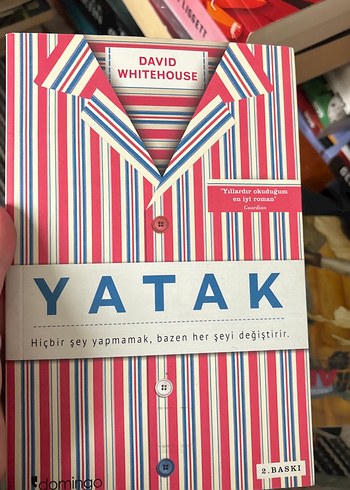 LISSETT
DAVID
WHITEHOUSE
"Yıllardır okuduğum
en iyi roman"
Guardian
YATAK
Hiçbir şey yapmamak, bazen her şeyi değiştirir.
2. BASKI
domingo